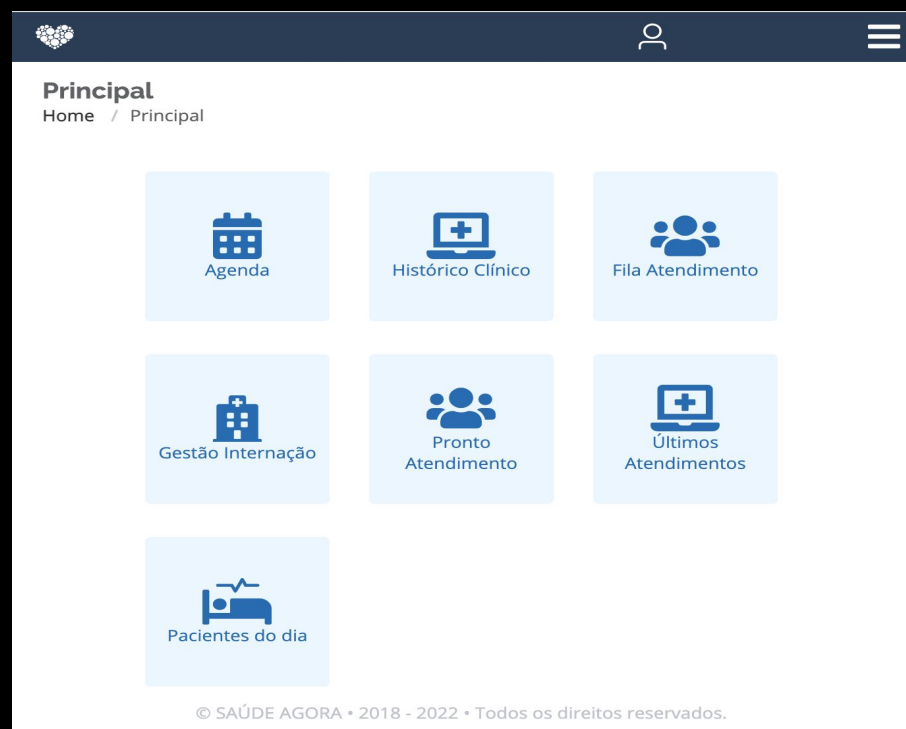 Principal
Home / Principal
Agenda
Histórico Clínico
Fila Atendimento
Gestão Internação
Pronto
Atendimento
Últimos
Atendimentos
Pacientes do dia
© SAÚDE AGORA • 2018 - 2022 • Todos os direitos reservados.